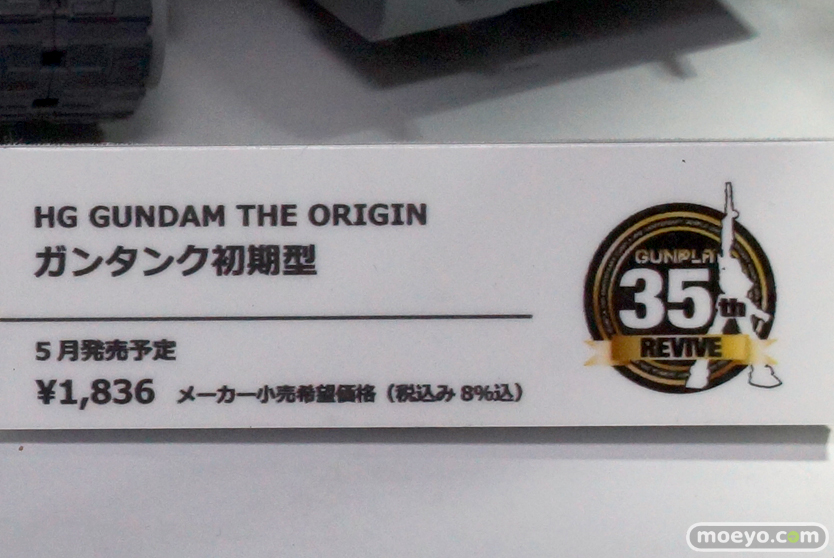 HG GUNDAM THE ORIGIN
ガンタンク初期型
5月発売予定
¥1,836 メーカー小売希望価格（税込み 8%込）
GUNPLA
35th
REVIVE
moeyo.com